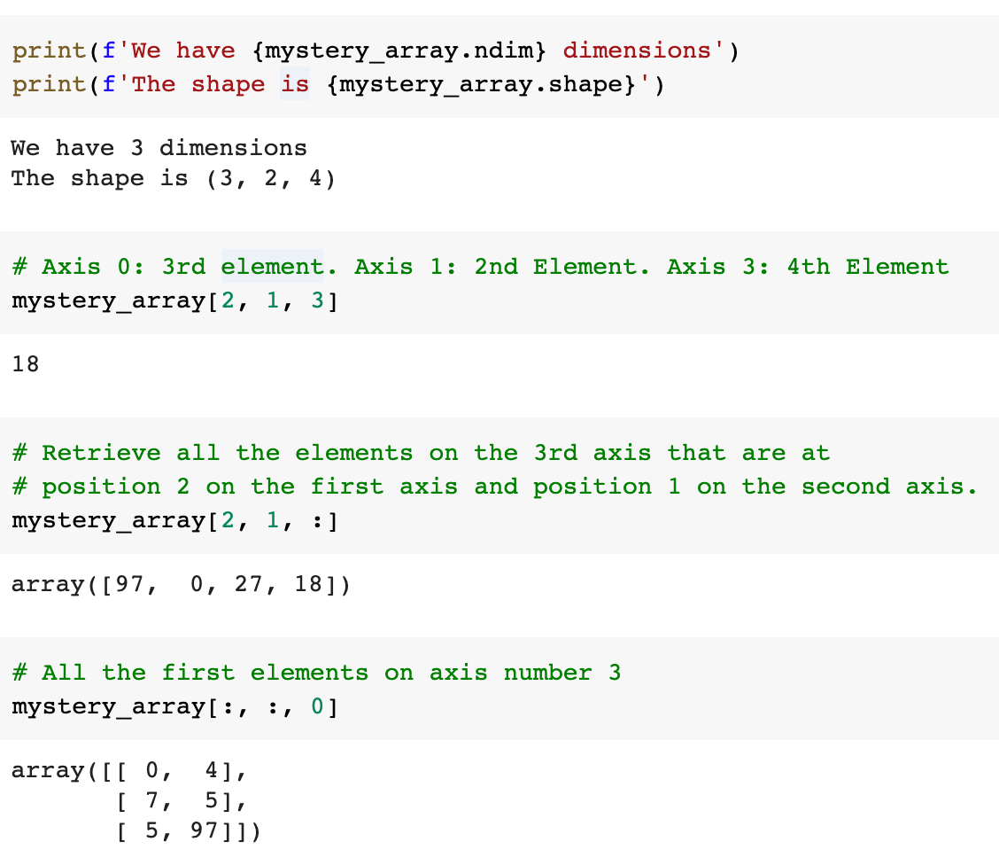 print(f'We have {mystery_array.ndim} dimensions')
print(f'The shape is {mystery_array.shape}')
We have 3 dimensions
The shape is (3, 2, 4)
# Axis 0: 3rd element. Axis 1: 2nd Element. Axis 3: 4th Element
mystery_array[2, 1, 3]
18
# Retrieve all the elements on the 3rd axis that are at
# position 2 on the first axis and position 1 on the second axis.
mystery_array[2, 1, :]
array([97,  0, 27, 18])
# All the first elements on axis number 3
mystery_array[:, :, 0]
array([[ 0,  4],
       [ 7,  5],
       [ 5, 97]])